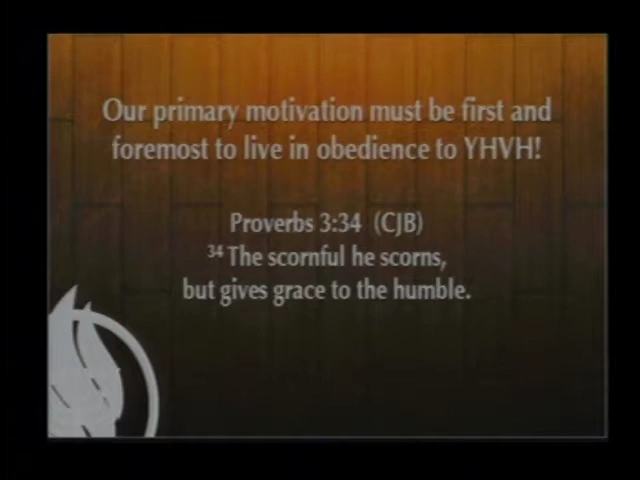 Our primary motivation must be first and
foremost to live in obedience to YHVH!
Proverbs 3:34 (CJB)
34 The scornful he scorns,
but gives grace to the humble.